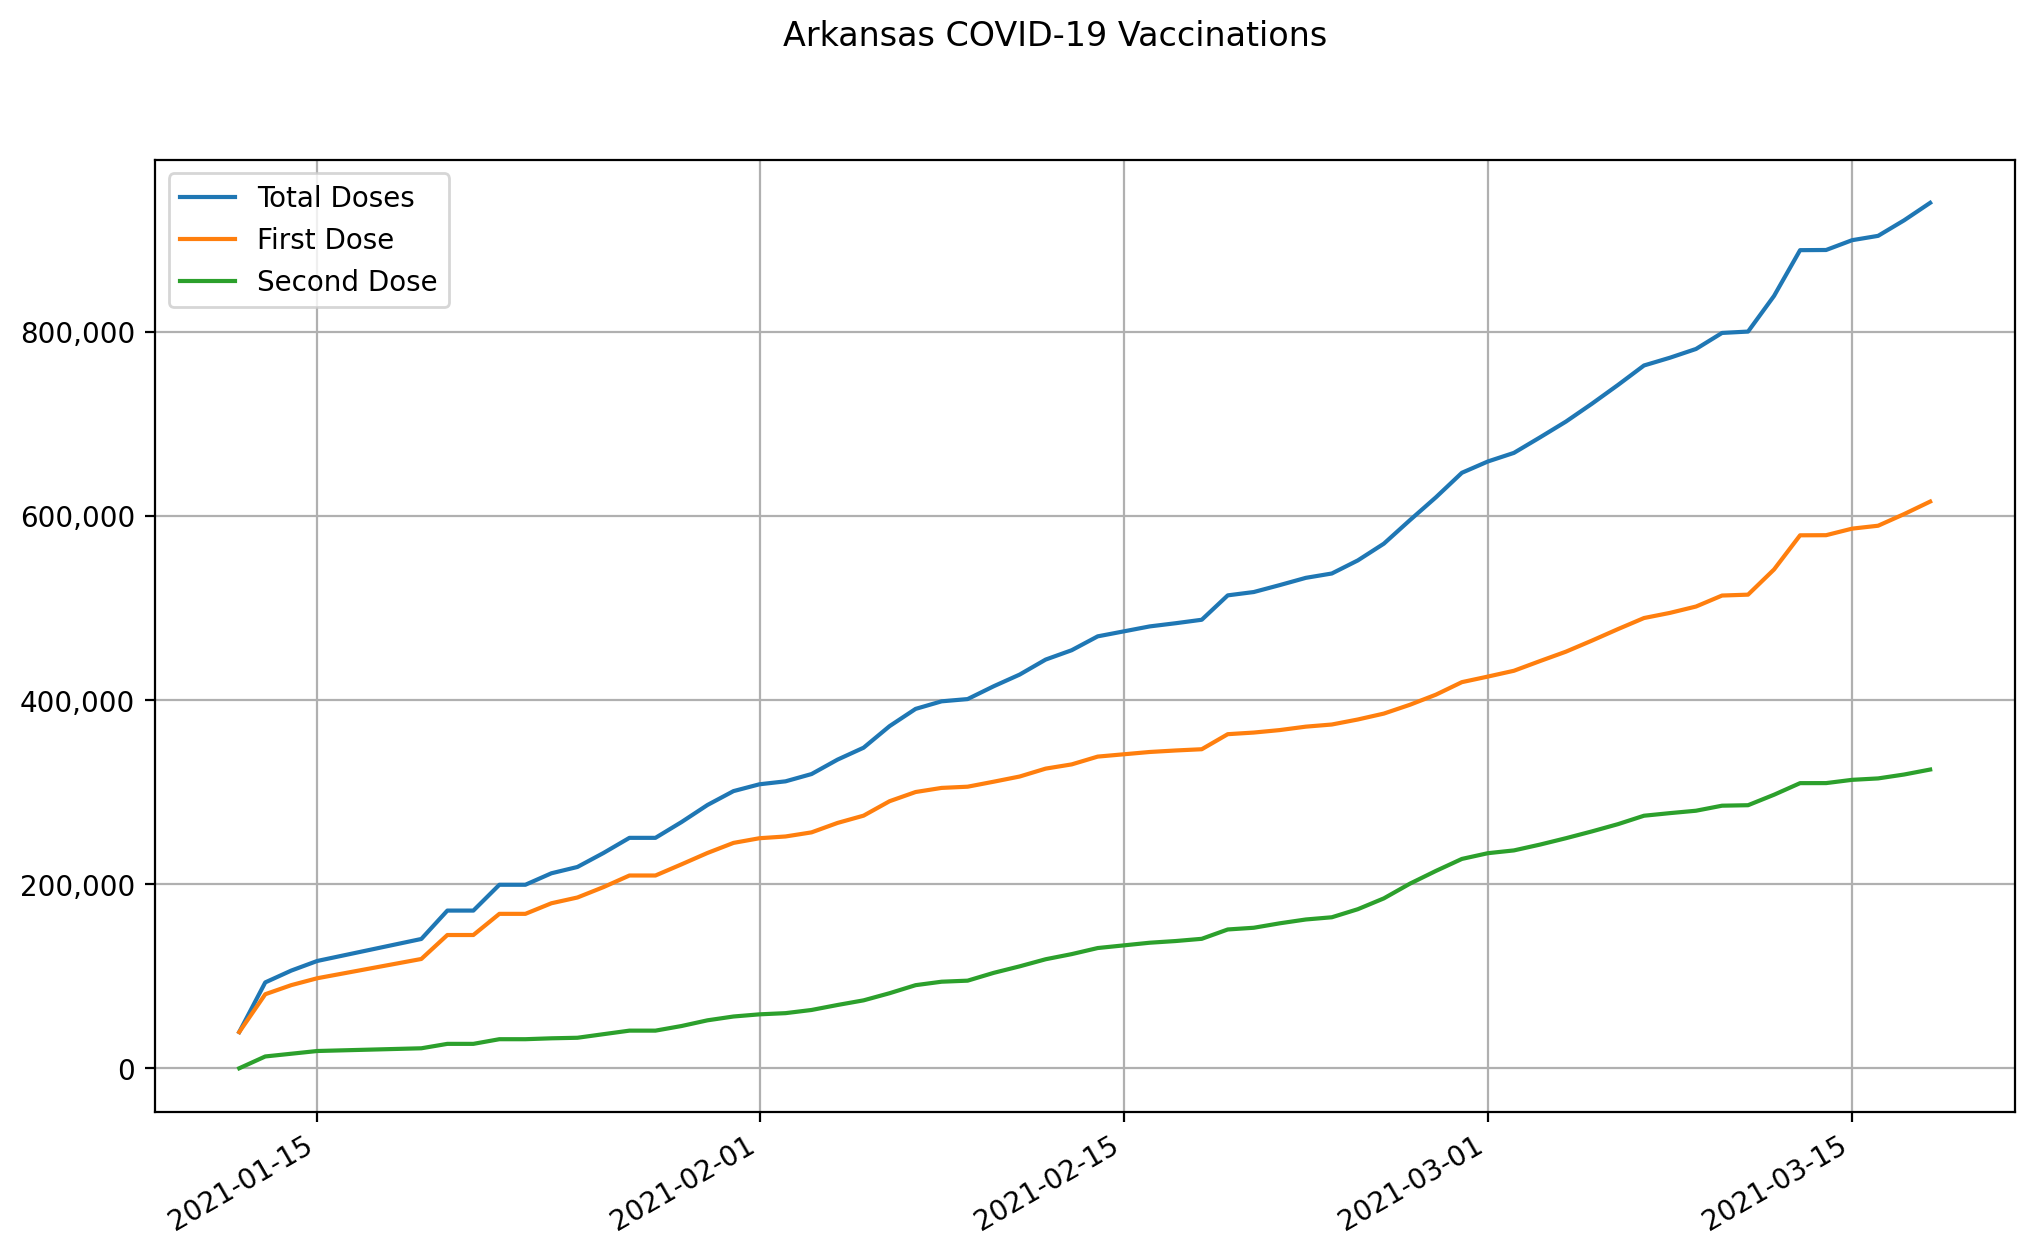 Arkansas COVID-19 Vaccinations
Total Doses
First Dose
Second Dose
800,000
600,000
400,000
200,000
0
2021-01-15
2021-02-01
2021-02-15
2021-03-01
2021-03-15